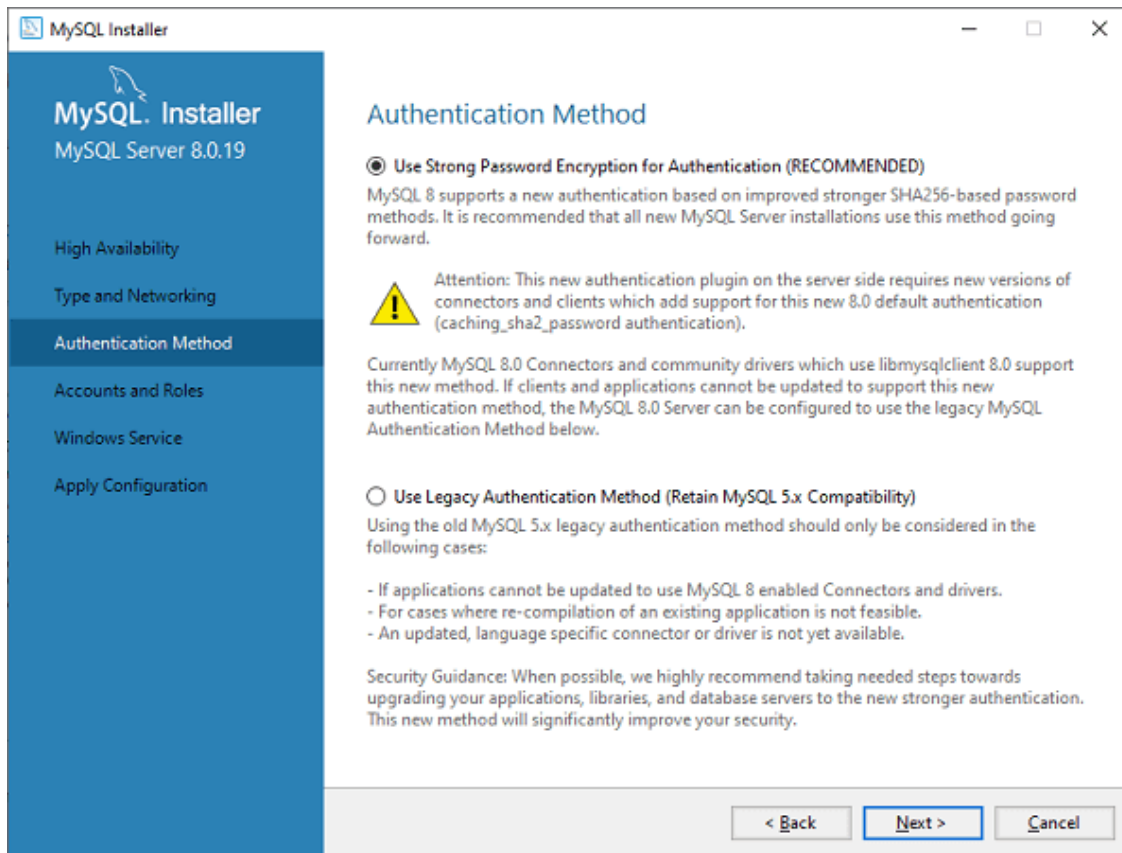 MySQL Installer
MySQL. Installer
MySQL Server 8.0.19
High Availability
Type and Networking
Authentication Method
Accounts and Roles
Windows Service
Apply Configuration
Authentication Method
Use Strong Password Encryption for Authentication (RECOMMENDED)
MySQL 8 supports a new authentication based on improved stronger SHA256-based password
methods. It is recommended that all new MySQL Server installations use this method going
forward.
Attention: This new authentication plugin on the server side requires new versions of
connectors and clients which add support for this new 8.0 default authentication
(caching_sha2_password authentication).
Currently MySQL 8.0 Connectors and community drivers which use libmysqlclient 8.0 support
this new method. If clients and applications cannot be updated to support this new
authentication method, the MySQL 8.0 Server can be configured to use the legacy MySQL
Authentication Method below.
Use Legacy Authentication Method (Retain MySQL 5.x Compatibility)
Using the old MySQL 5.x legacy authentication method should only be considered in the
following cases:
- If applications cannot be updated to use MySQL 8 enabled Connectors and drivers.
- For cases where re-compilation of an existing application is not feasible.
- An updated, language specific connector or driver is not yet available.
Security Guidance: When possible, we highly recommend taking needed steps towards
upgrading your applications, libraries, and database servers to the new stronger authentication.
This new method will significantly improve your security.
< Back
Next >
Cancel